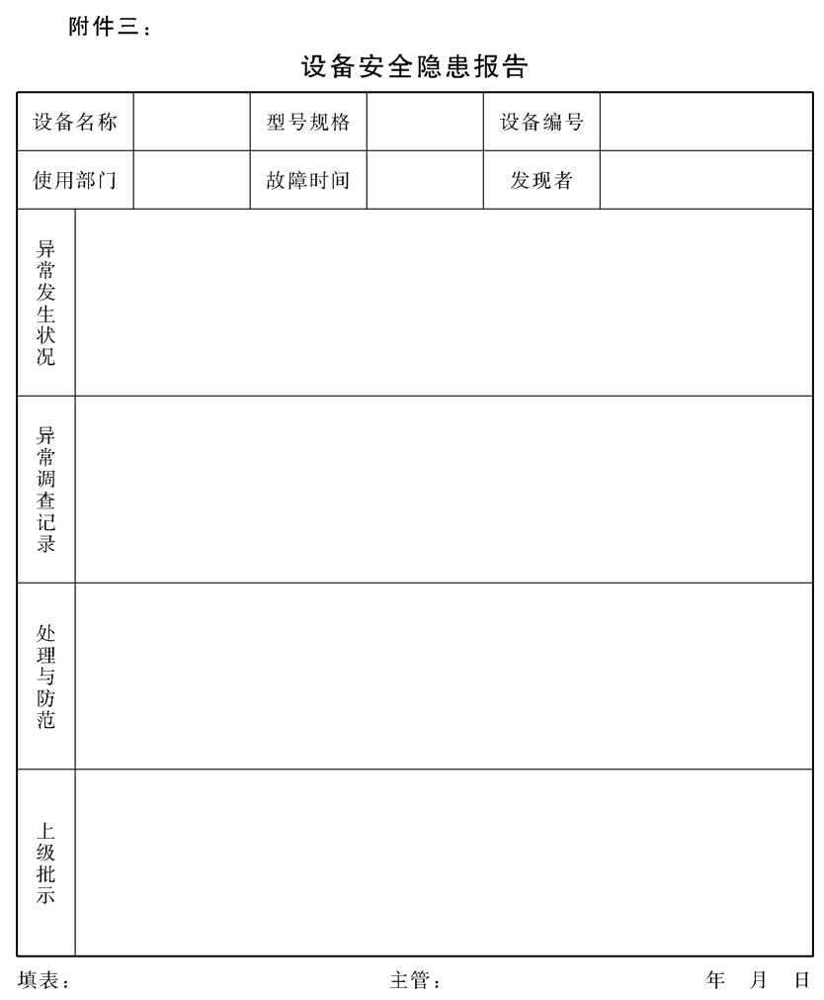 附件三：
设备安全隐患报告
设备名称 型号规格 设备编号
使用部门 故障时间 发现者
异常发生状况
异常调查记录
处理与防范
上级批示
填表： 主管： 年 月 日